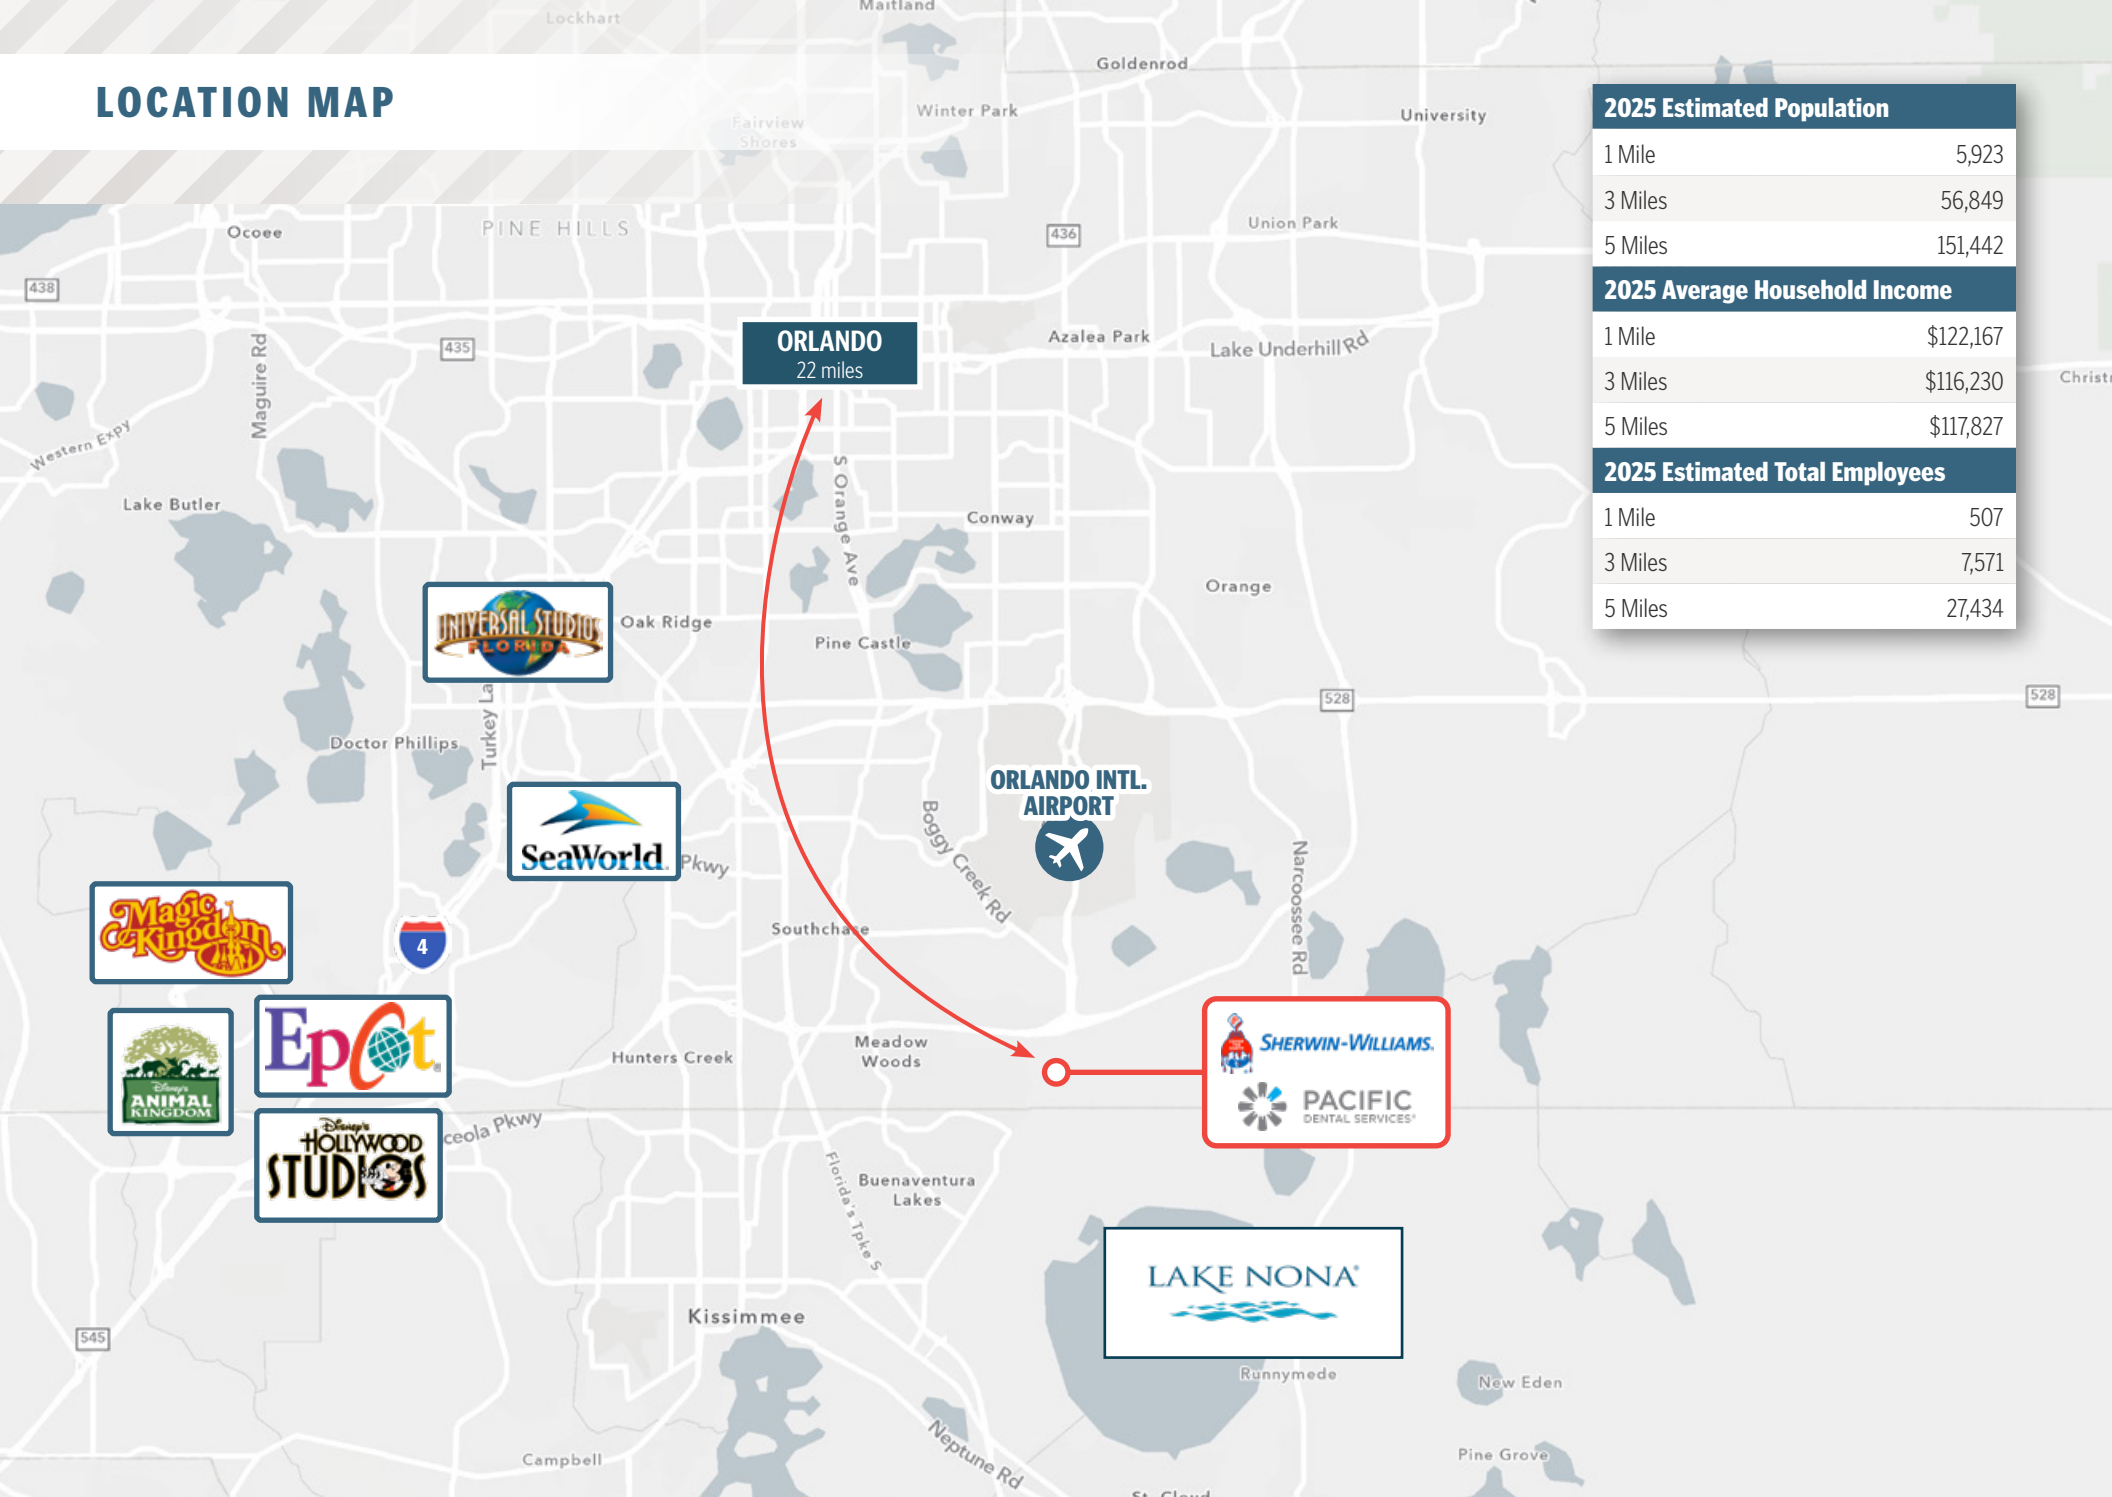 Lockhart
Maitland
Goldenrod
LOCATION MAP
Fairview
Shores
Winter Park
University
2025 Estimated Population
1 Mile 5,923
3 Miles 56,849
5 Miles 151,442
2025 Average Household Income
1 Mile $122,167
3 Miles $116,230
5 Miles $117,827
2025 Estimated Total Employees
1 Mile 507
3 Miles 7,571
5 Miles 27,434
Ocoee
PINE HILLS
436
Union Park
438
Maguire Rd
435
ORLANDO
22 miles
Azalea Park
Lake Underhill Rd
Christ
Western Expy
Lake Butler
S Orange Ave
Conway
Orange
UNIVERSAL STUDIOS
FLORIDA
Oak Ridge
Pine Castle
528
528
Turkey La
Doctor Phillips
ORLANDO INTL.
AIRPORT
SeaWorld
Pkwy
Boggy Creek Rd
Narcoossee Rd
Magic
Kingdom
4
Southchase
Epcot
Disney's
ANIMAL
KINGDOM
Hunters Creek
Meadow
Woods
SHERWIN-WILLIAMS.
PACIFIC
DENTAL SERVICES®
Disney's
HOLLYWOOD
STUDIOS
ceola Pkwy
Florida's Tpke S
Buenaventura
Lakes
LAKE NONA®
Kissimmee
545
Runnymede
New Eden
Neptune Rd
Campbell
Pine Grove
St. Cloud